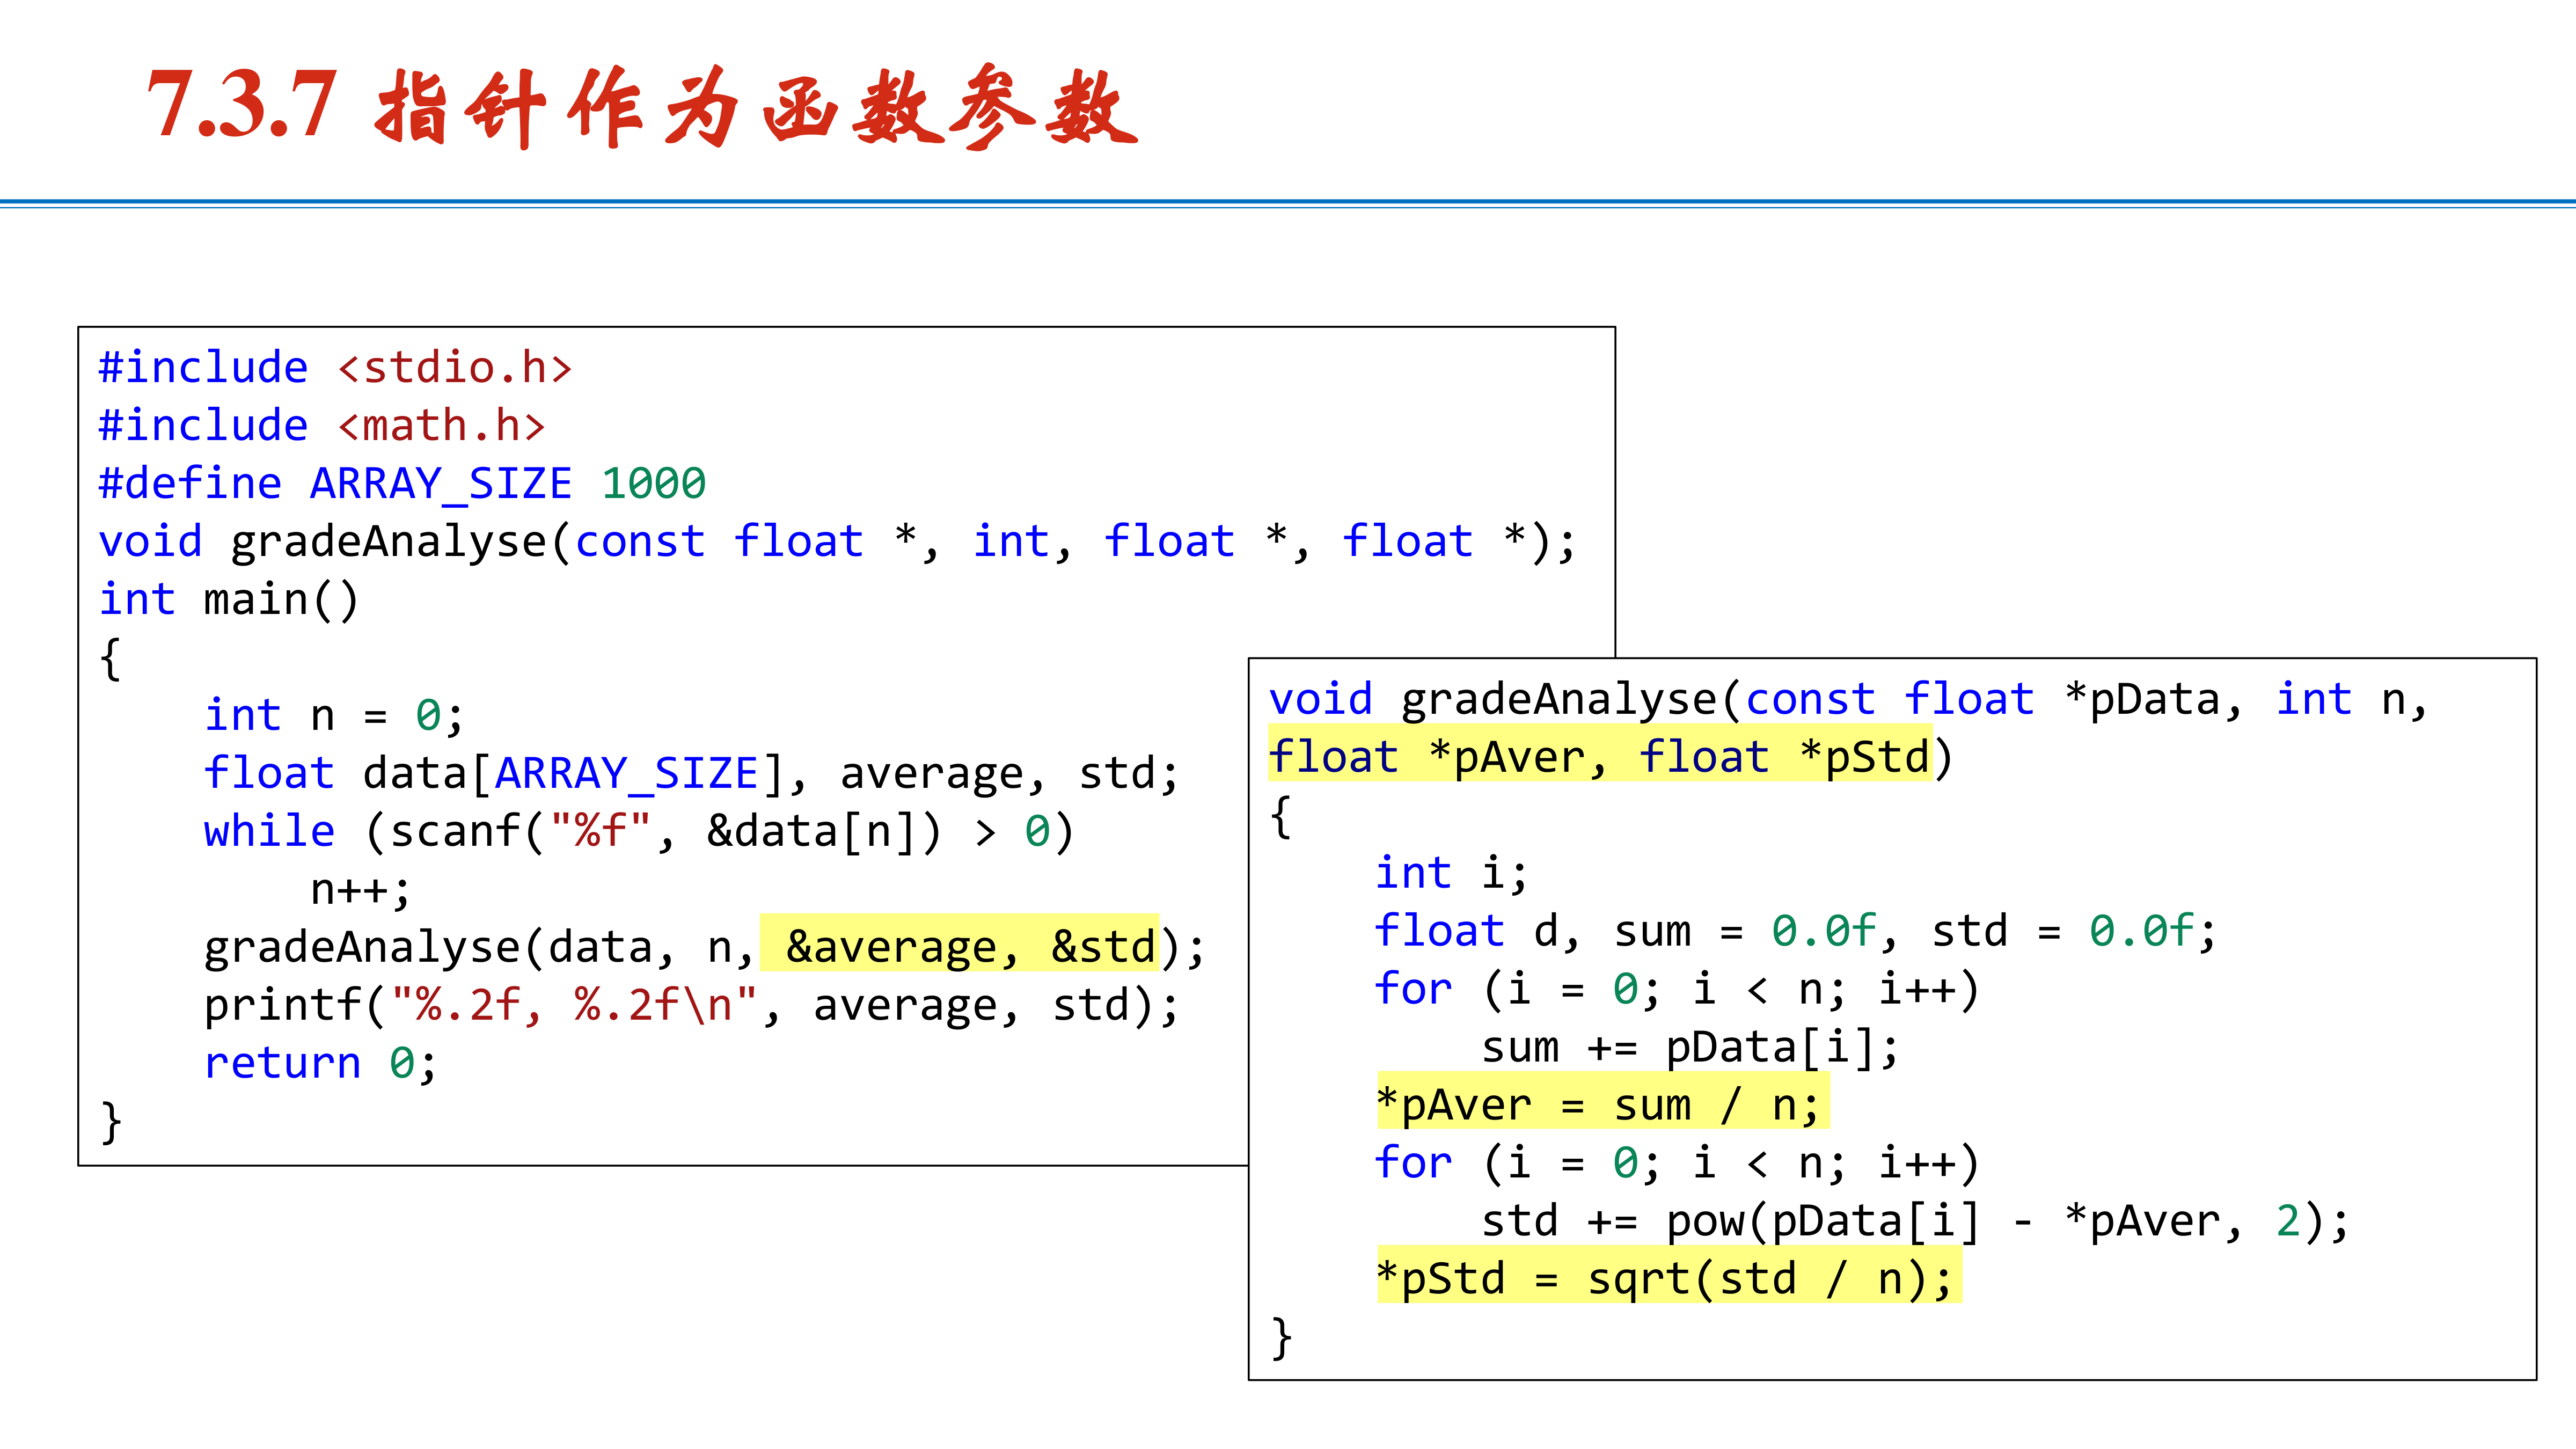 7.3.7 指针作为函数参数
#include <stdio.h>
#include <math.h>
#define ARRAY_SIZE 1000
void gradeAnalyse(const float *, int, float *, float *);
int main()
{
    int n = 0;
    float data[ARRAY_SIZE], average, std;
    while (scanf("%f", &data[n]) > 0)
        n++;
    gradeAnalyse(data, n, &average, &std);
    printf("%.2f, %.2f\n", average, std);
    return 0;
}
void gradeAnalyse(const float *pData, int n,
float *pAver, float *pStd)
{
    int i;
    float d, sum = 0.0f, std = 0.0f;
    for (i = 0; i < n; i++)
        sum += pData[i];
    *pAver = sum / n;
    for (i = 0; i < n; i++)
        std += pow(pData[i] - *pAver, 2);
    *pStd = sqrt(std / n);
}